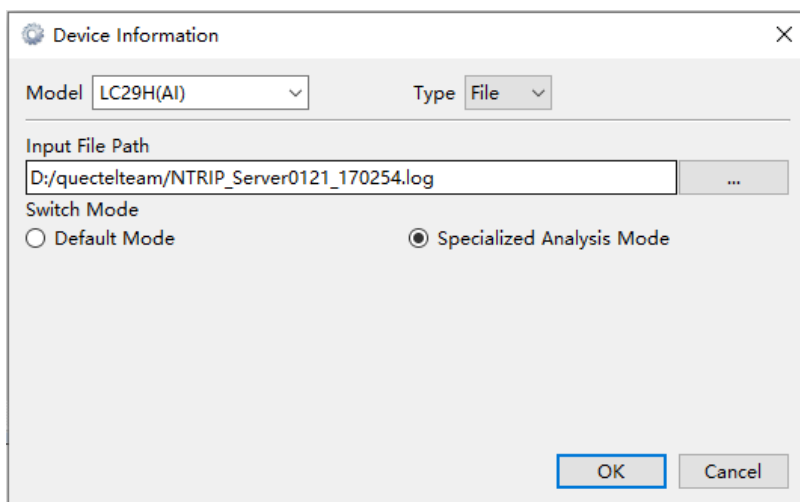 Device Information
Model LC29H(AI) Type File
Input File Path
D:/quectelteam/NTRIP_Server0121_170254.log ...
Switch Mode
Default Mode Specialized Analysis Mode
OK Cancel